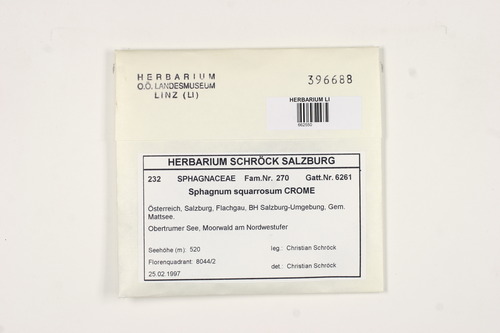 HERBARIUM
O.Ö. LANDESMUSEUM
LINZ (LI)
396688
HERBARIUM LI
HERBARIUM SCHRÖCK SALZBURG
232 SPHAGNACEAE Fam.Nr. 270 Gatt.Nr. 6261
Sphagnum squarrosum CROME
Österreich, Salzburg, Flachgau, BH Salzburg-Umgebung, Gem.
Mattsee.
Obertrumer See, Moorwald am Nordwestufer
Seehöhe (m): 520 leg.: Christian Schröck
Florenquadrant: 8044/2
det.: Christian Schröck
25.02.1997